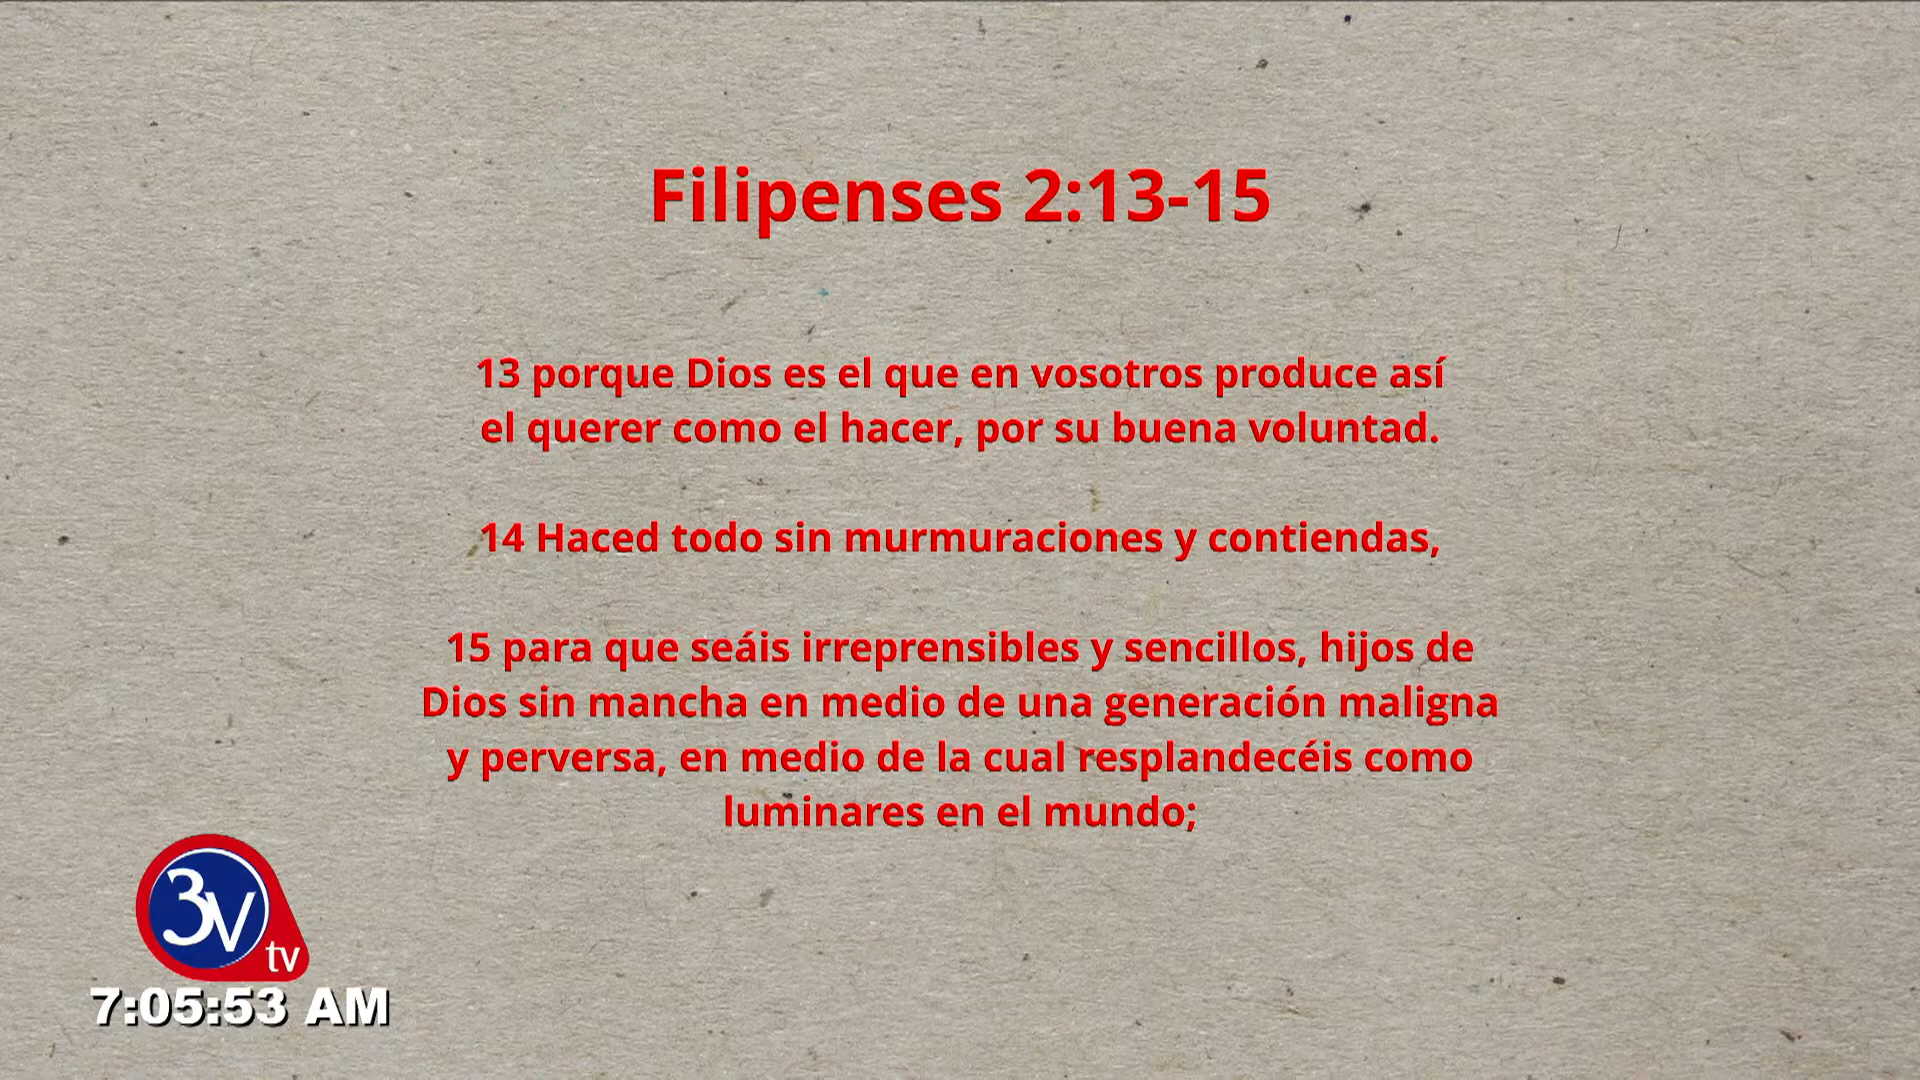 Filipenses 2:13-15
13 porque Dios es el que en vosotros produce así
el querer como el hacer, por su buena voluntad.
14 Haced todo sin murmuraciones y contiendas,
15 para que seáis irreprensibles y sencillos, hijos de
Dios sin mancha en medio de una generación maligna
y perversa, en medio de la cual resplandecéis como
luminares en el mundo;
3V
tv
7:05:53 AM